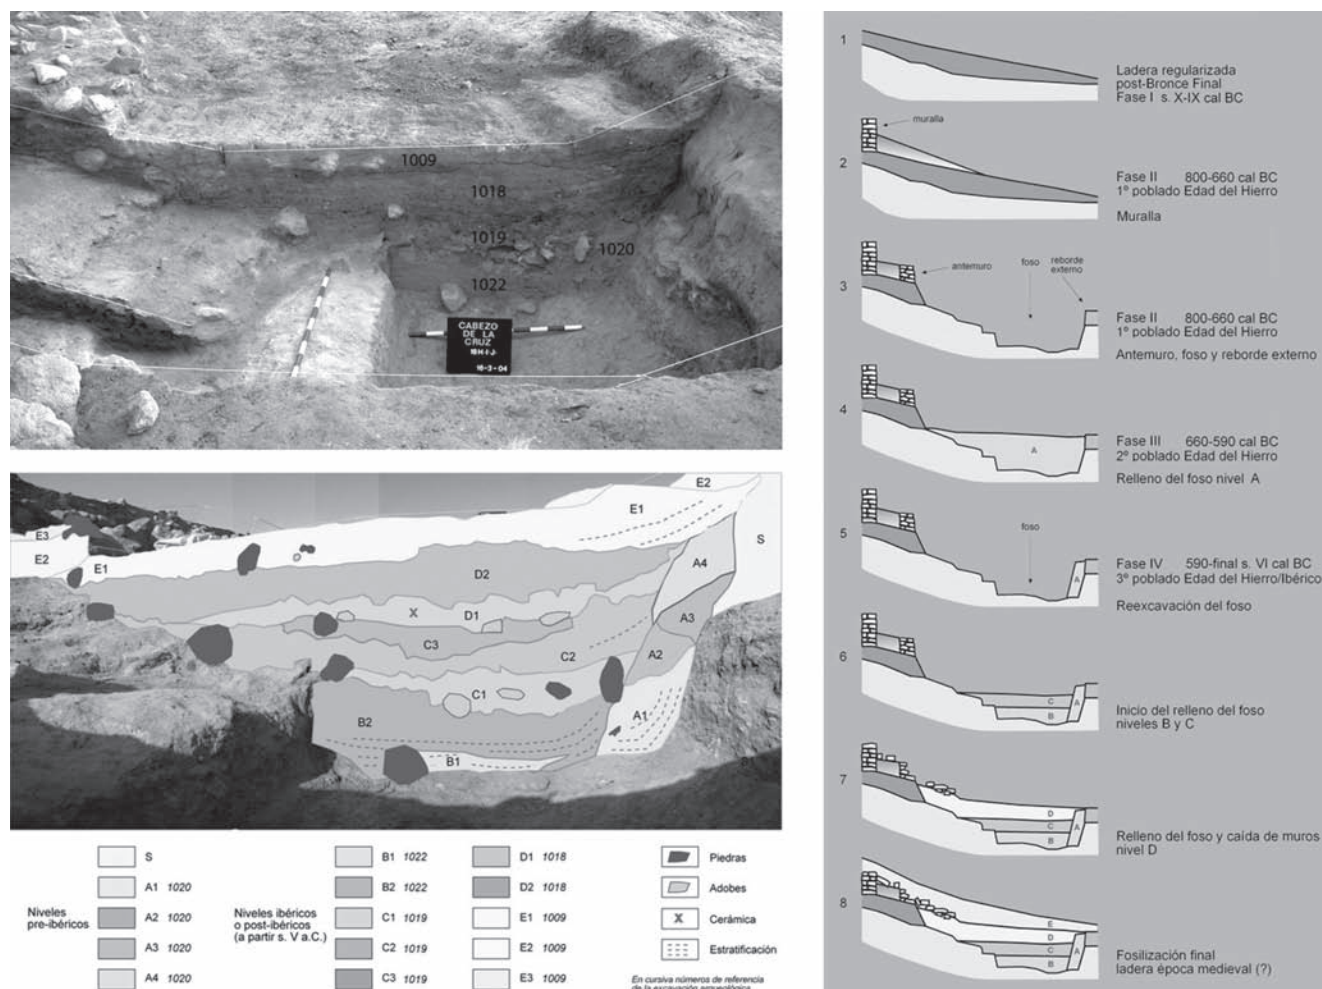 1009
1018
1019
1020
1022
CABEZO
DE LA
CRUZ
16-3-04
E2
E1
E3
E2
E1
S
A4
D2
X
D1
A3
C3
C2
A2
C1
A1
B2
B1
S
A1 1020
Niveles
pre-ibéricos
A2 1020
A3 1020
A4 1020
B1 1022
B2 1022
Niveles ibéricos
o post-ibéricos
(a partir s. V a.C.)
C1 1019
C2 1019
C3 1019
D1 1018
D2 1018
E1 1009
E2 1009
E3 1009
Piedras
Adobes
X Cerámica
Estratificación
En cursiva números de referencia
de la excavación arqueológica
1
Ladera regularizada
post-Bronce Final
Fase I s. X-IX cal BC
muralla
2
Fase II 800-660 cal BC
1º poblado Edad del Hierro
Muralla
antemuro
foso
reborde
externo
3
Fase II 800-660 cal BC
1º poblado Edad del Hierro
Antemuro, foso y reborde externo
4
A
Fase III 660-590 cal BC
2º poblado Edad del Hierro
Relleno del foso nivel A
foso
5
A
Fase IV 590-final s. VI cal BC
3º poblado Edad del Hierro/Ibérico
Reexcavación del foso
6
C
B
A
Inicio del relleno del foso
niveles B y C
7
D
C
B
A
Relleno del foso y caída de muros
nivel D
8
E
D
C
B
A
Fosilización final
ladera época medieval (?)